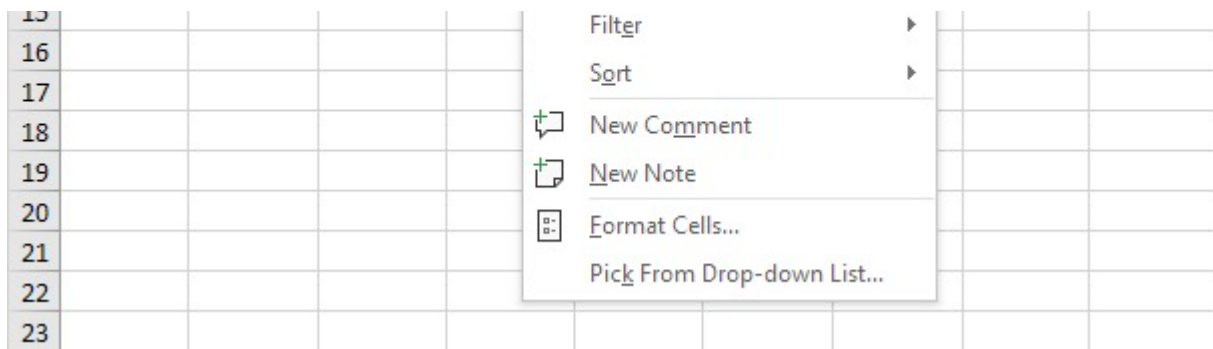 15
Filter
16
Sort
17
New Comment
18
New Note
19
20
Format Cells...
21
Pick From Drop-down List...
22
23